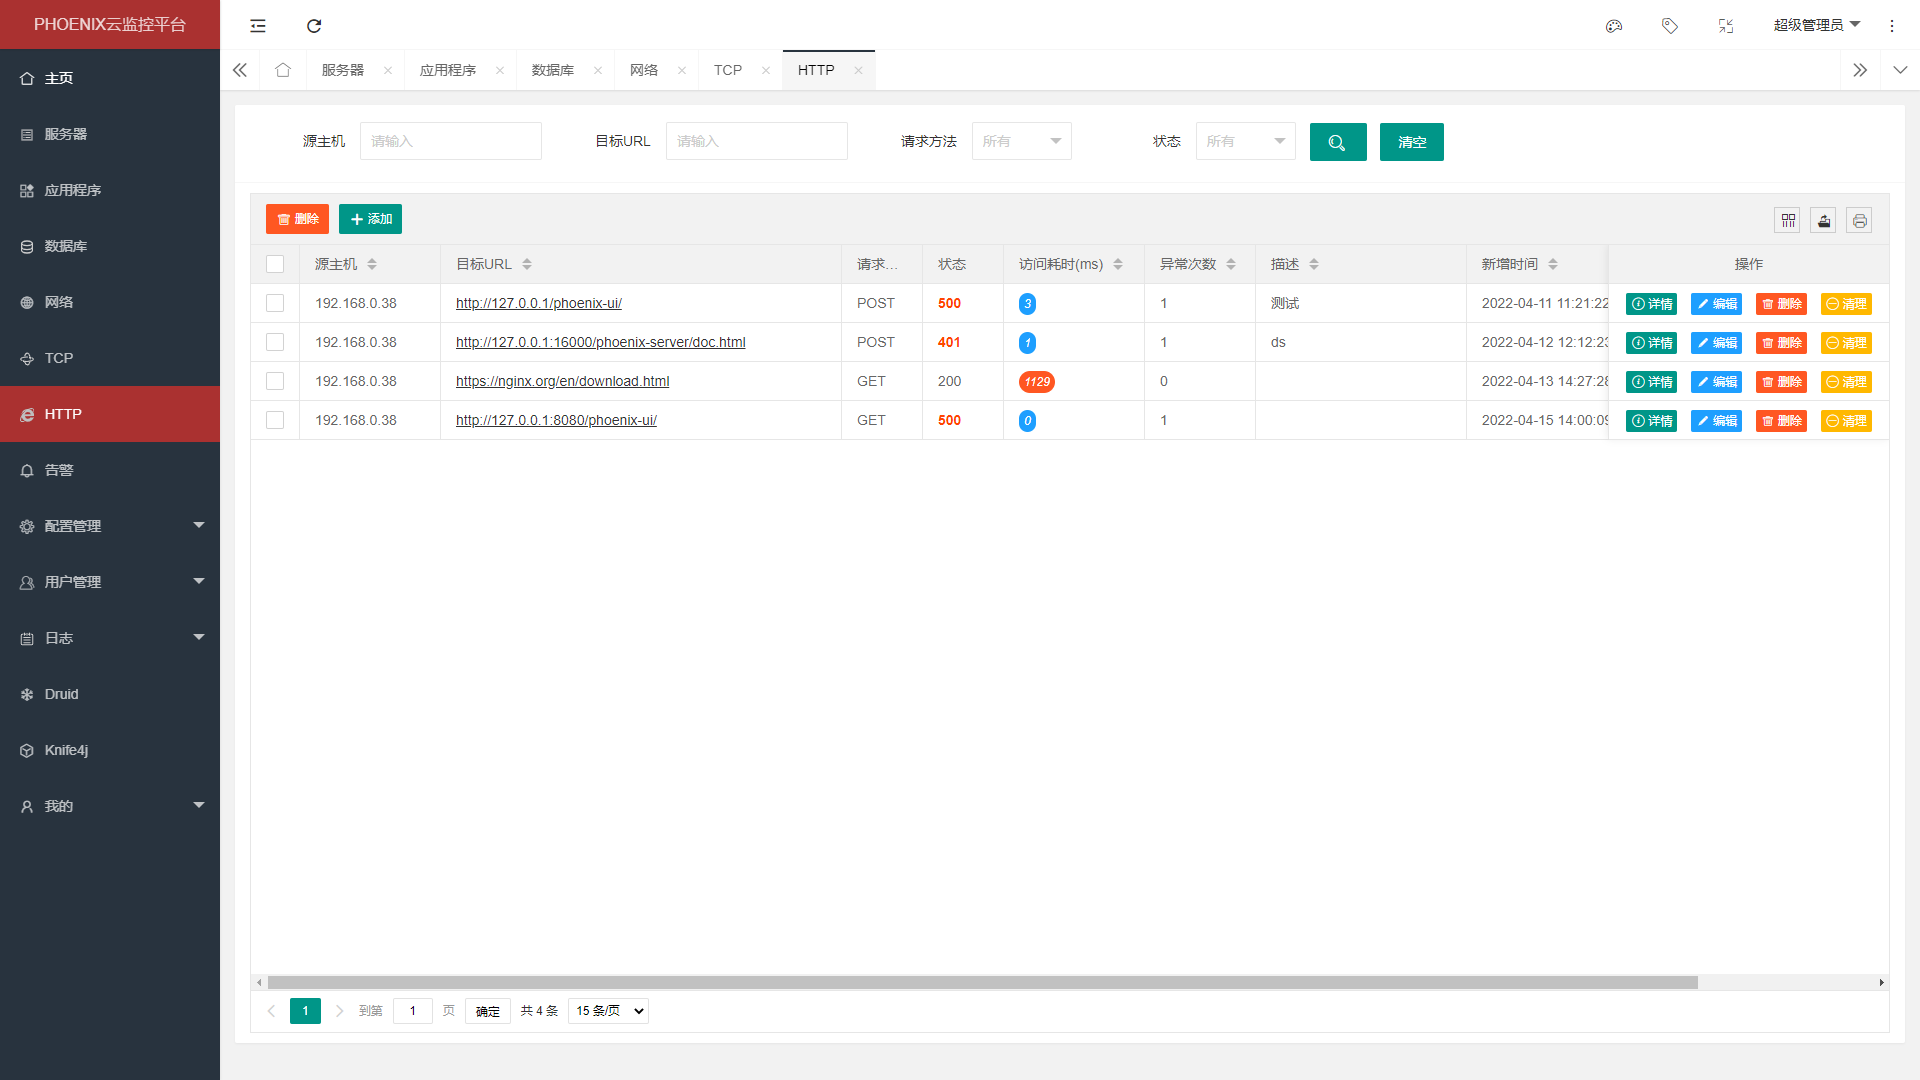 PHOENIX云监控平台
超级管理员
主页
服务器
应用程序
数据库
网络
TCP
HTTP
告警
配置管理
用户管理
日志
Druid
Knife4j
我的
服务器 应用程序 数据库 网络 TCP HTTP
源主机 请输入 目标URL 请输入 请求方法 所有 状态 所有 清空
删除 添加
源主机 目标URL 请求... 状态 访问耗时(ms) 异常次数 描述 新增时间 操作
192.168.0.38 http://127.0.0.1/phoenix-ui/ POST 500 3 1 测试 2022-04-11 11:21:22 详情 编辑 删除 清理
192.168.0.38 http://127.0.0.1:16000/phoenix-server/doc.html POST 401 1 1 ds 2022-04-12 12:12:23 详情 编辑 删除 清理
192.168.0.38 https://nginx.org/en/download.html GET 200 1129 0 2022-04-13 14:27:28 详情 编辑 删除 清理
192.168.0.38 http://127.0.0.1:8080/phoenix-ui/ GET 500 0 1 2022-04-15 14:00:09 详情 编辑 删除 清理
1 到第 1 页 确定 共 4 条 15 条/页